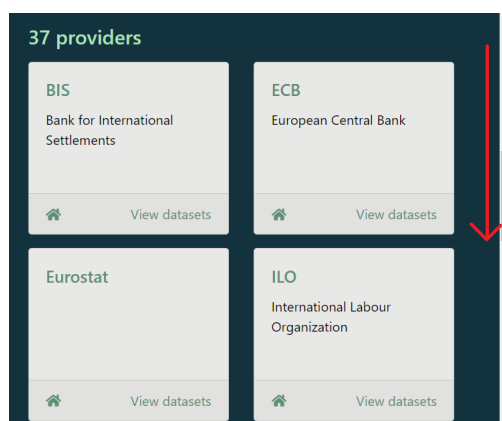 37 providers
BIS
Bank for International
Settlements
View datasets
ECB
European Central Bank
View datasets
Eurostat
View datasets
ILO
International Labour
Organization
View datasets